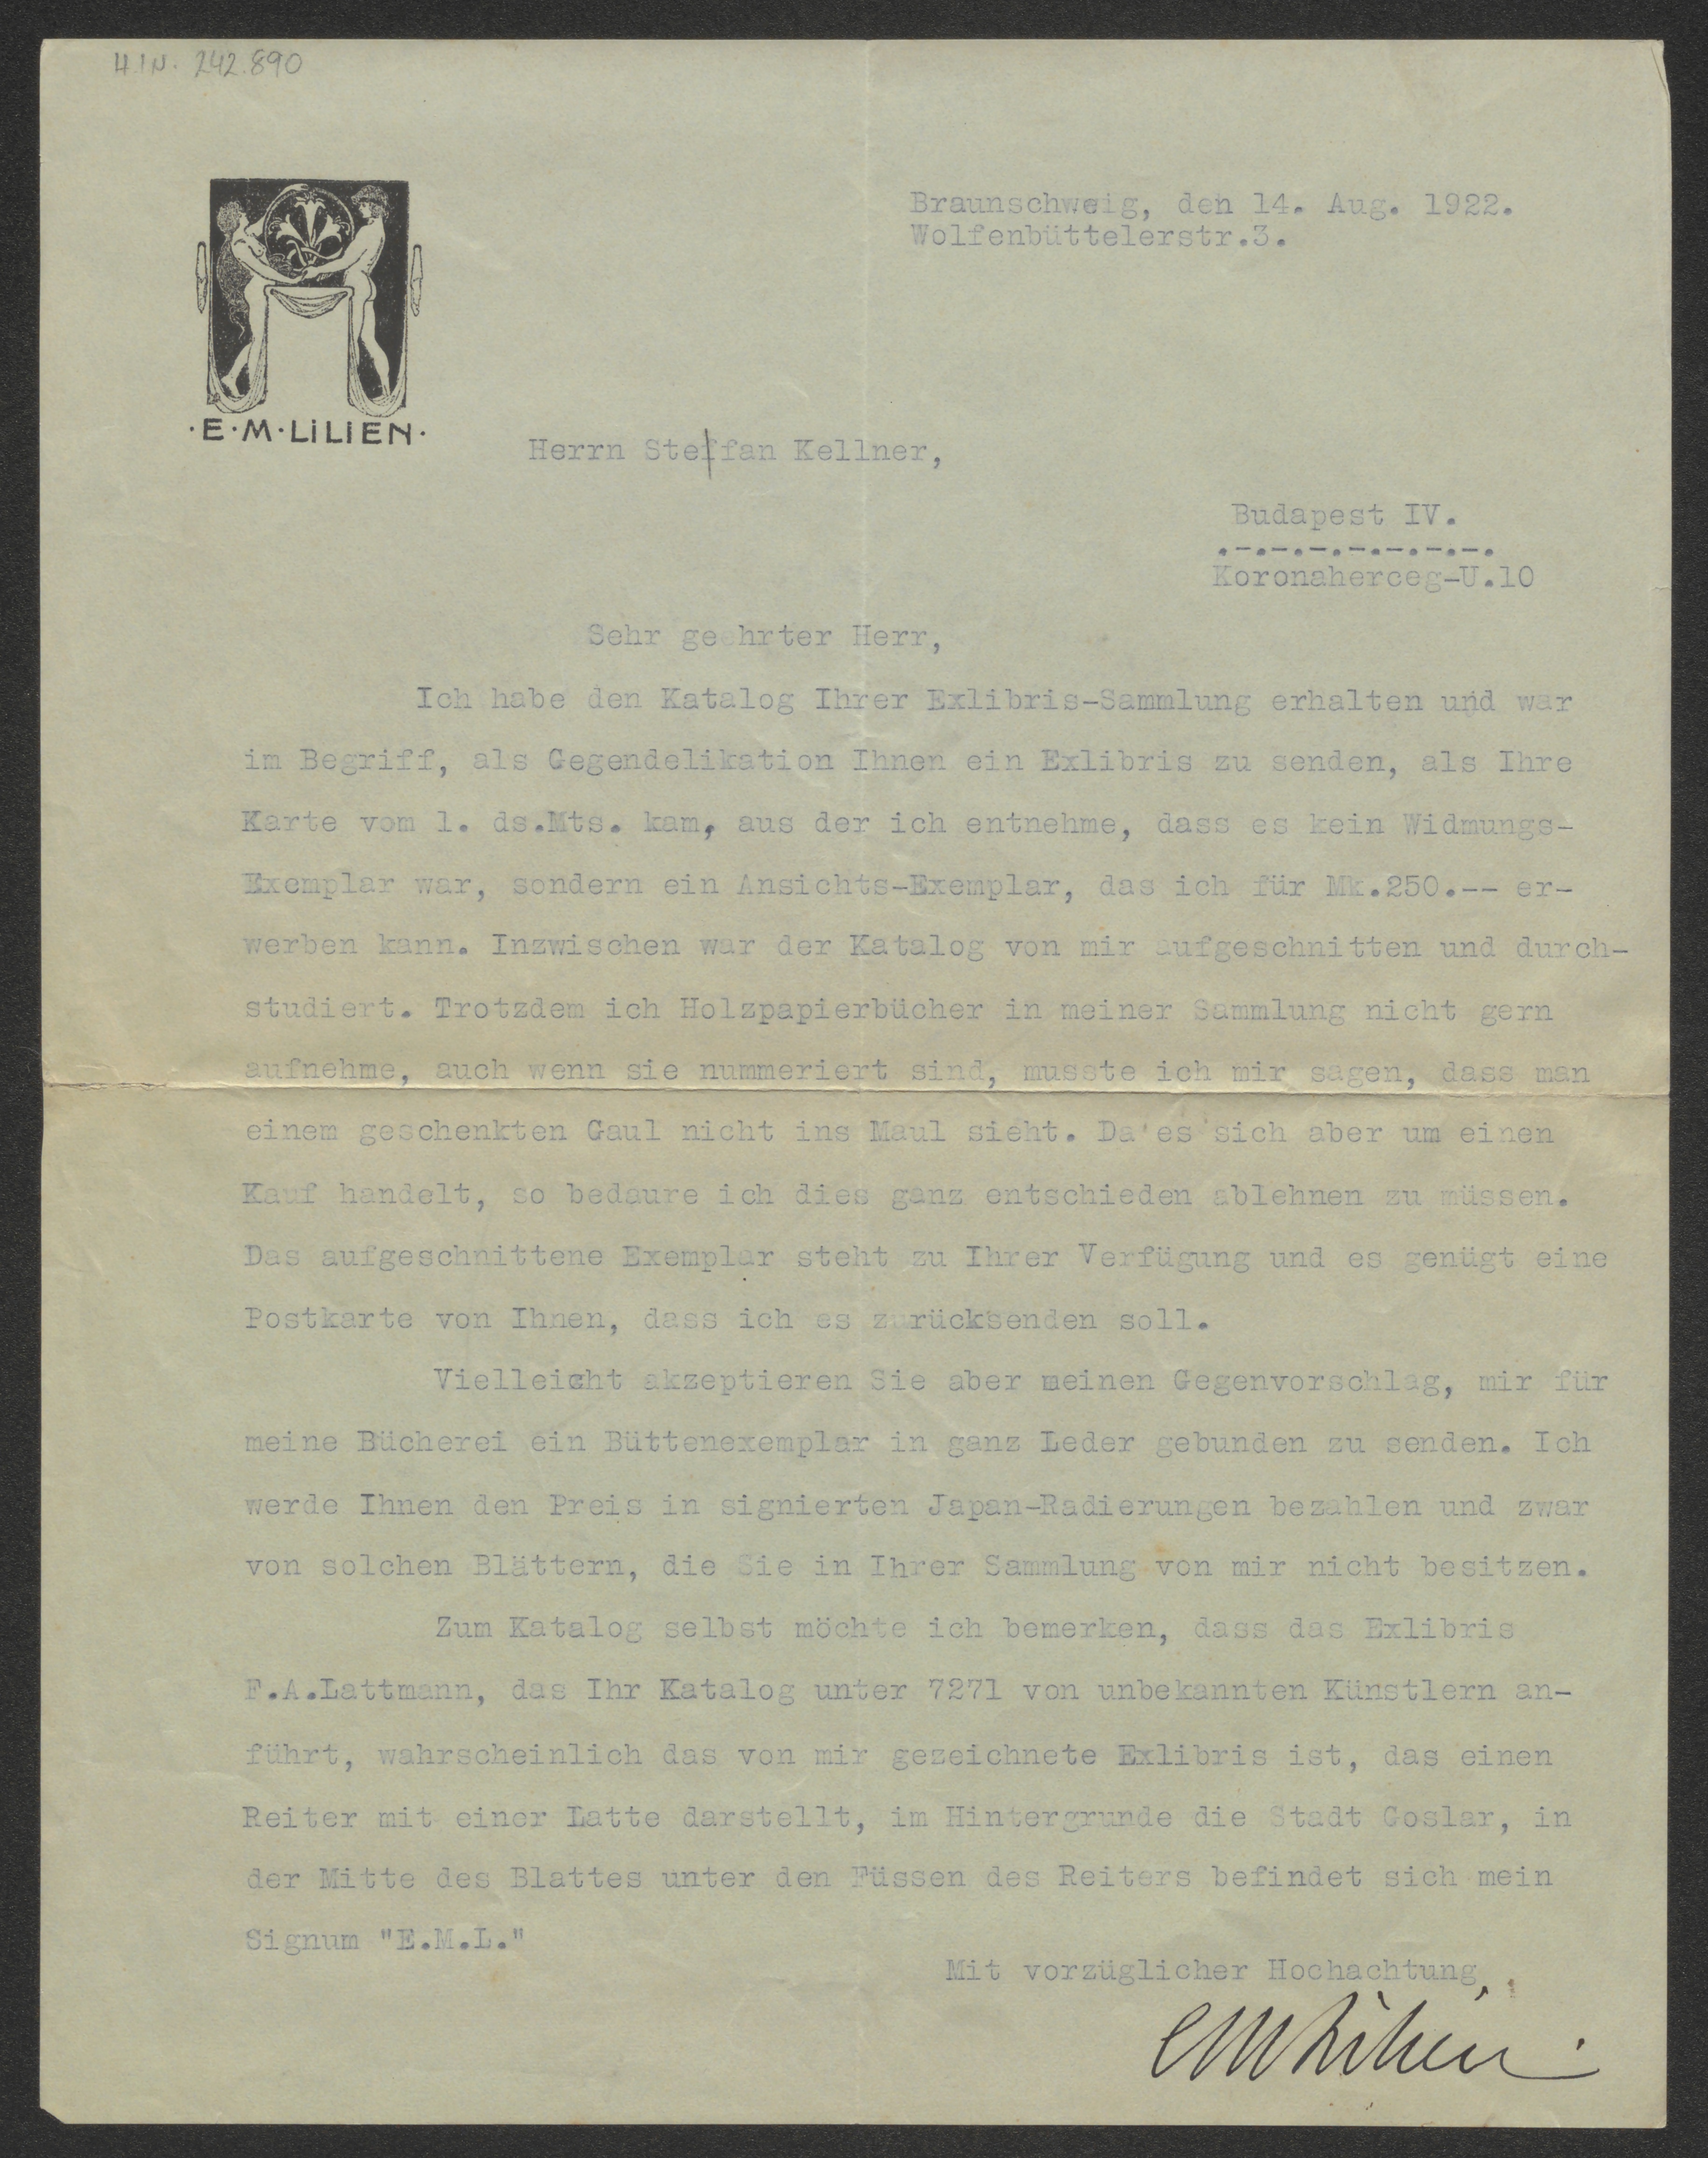 H.I.N. 242.890
Braunschweig, den 14. Aug. 1922.
Wolfenbüttelerstr.3.
·E·M·LILIEN·
Herrn Steffan Kellner,
Budapest IV.
.-.-.-.-.-.-.-.
Koronaherceg-U.10
Sehr geehrter Herr,
Ich habe den Katalog Ihrer Exlibris-Sammlung erhalten und war
im Begriff, als Gegendelikation Ihnen ein Exlibris zu senden, als Ihre
Karte vom 1. ds.Mts. kam, aus der ich entnehme, dass es kein Widmungs-
Exemplar war, sondern ein Ansichts-Exemplar, das ich für Mk.250.-- er-
werben kann. Inzwischen war der Katalog von mir aufgeschnitten und durch-
studiert. Trotzdem ich Holzpapierbücher in meiner Sammlung nicht gern
aufnehme, auch wenn sie nummeriert sind, musste ich mir sagen, dass man
einem geschenkten Gaul nicht ins Maul sieht. Da es sich aber um einen
Kauf handelt, so bedaure ich dies ganz entschieden ablehnen zu müssen.
Das aufgeschnittene Exemplar steht zu Ihrer Verfügung und es genügt eine
Postkarte von Ihnen, dass ich es zurücksenden soll.
Vielleicht akzeptieren Sie aber meinen Gegenvorschlag, mir für
meine Bücherei ein Büttenexemplar in ganz Leder gebunden zu senden. Ich
werde Ihnen den Preis in signierten Japan-Radierungen bezahlen und zwar
von solchen Blättern, die Sie in Ihrer Sammlung von mir nicht besitzen.
Zum Katalog selbst möchte ich bemerken, dass das Exlibris
F.A.Lattmann, das Ihr Katalog unter 7271 von unbekannten Künstlern an-
führt, wahrscheinlich das von mir gezeichnete Exlibris ist, das einen
Reiter mit einer Latte darstellt, im Hintergrunde die Stadt Goslar, in
der Mitte des Blattes unter den Füssen des Reiters befindet sich mein
Signum "E.M.L."
Mit vorzüglicher Hochachtung,
EMLilien.